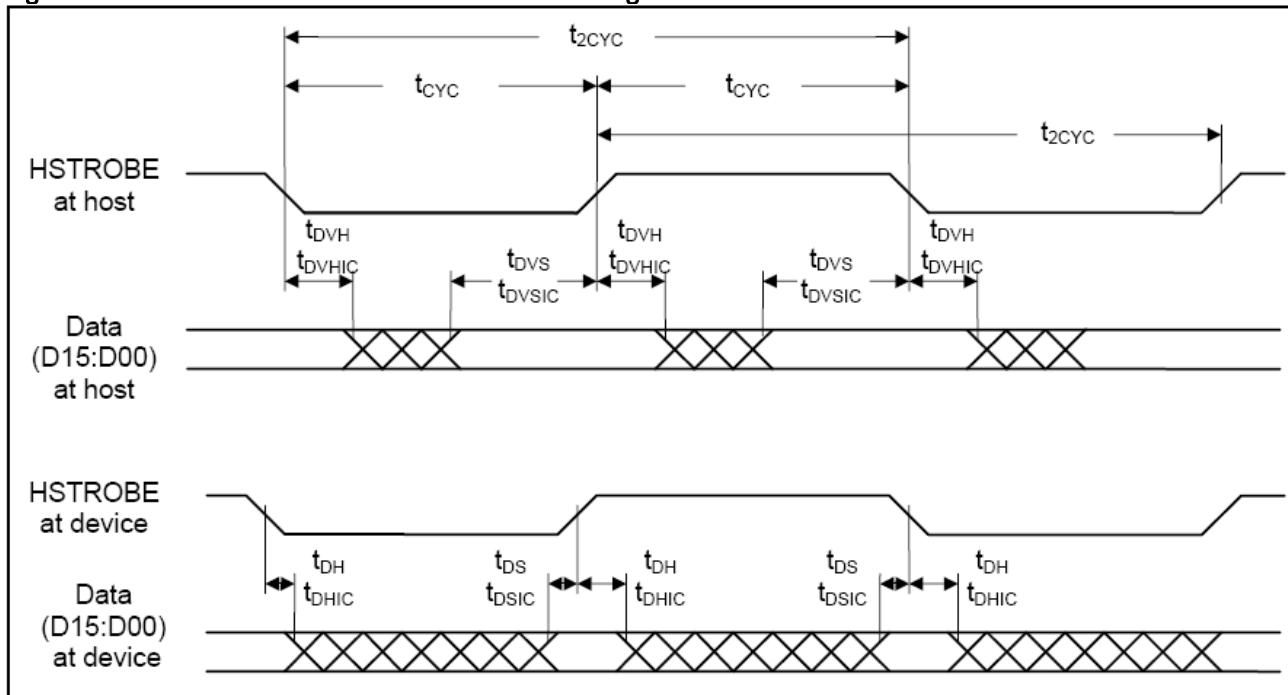 t2CYC
tCYC tCYC
t2CYC
HSTROBE
at host
tDVH tDVH tDVH
tDVHIC tDVS tDVHIC tDVS tDVHIC
tDVSIC tDVSIC
Data
(D15:D00)
at host
HSTROBE
at device
tDH tDS tDH tDS tDH
tDHIC tDSIC tDHIC tDSIC tDHIC
Data
(D15:D00)
at device